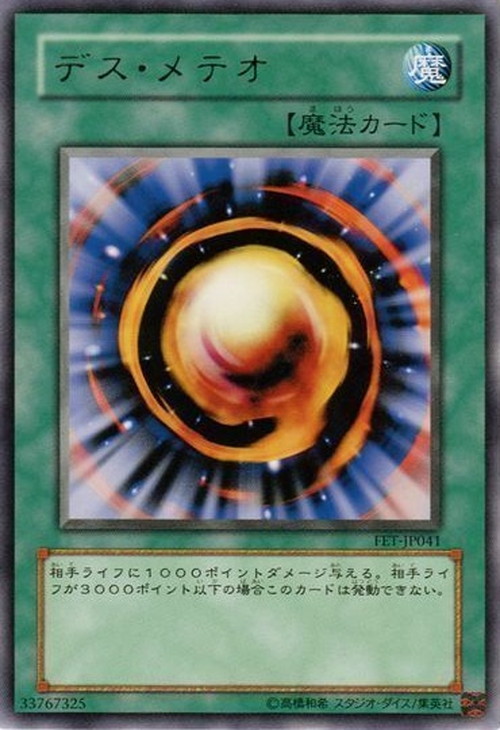 デス・メテオ
魔
【魔法カード】
FET-JP041
相手ライフに１０００ポイントダメージ与える。相手ライ
フが３０００ポイント以下の場合このカードは発動できない。
33767325
©高橋和希 スタジオ・ダイス/集英社